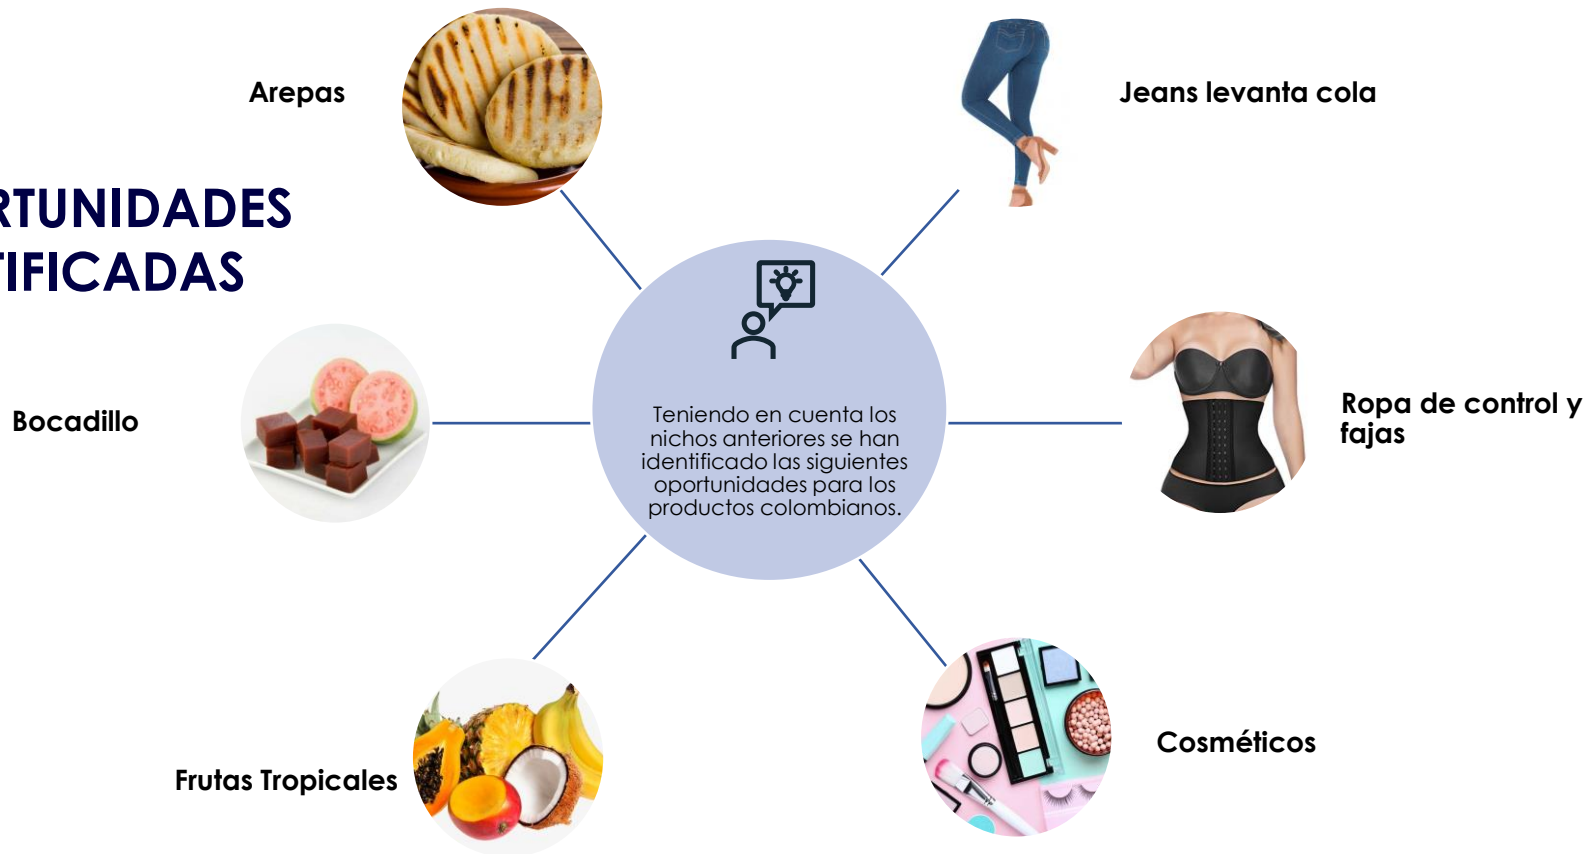 Arepas
Jeans levanta cola
RTUNIDADES
TIFICADAS
Bocadillo
Teniendo en cuenta los
nichos anteriores se han
identificado las siguientes
oportunidades para los
productos colombianos.
Ropa de control y
fajas
Frutas Tropicales
Cosméticos